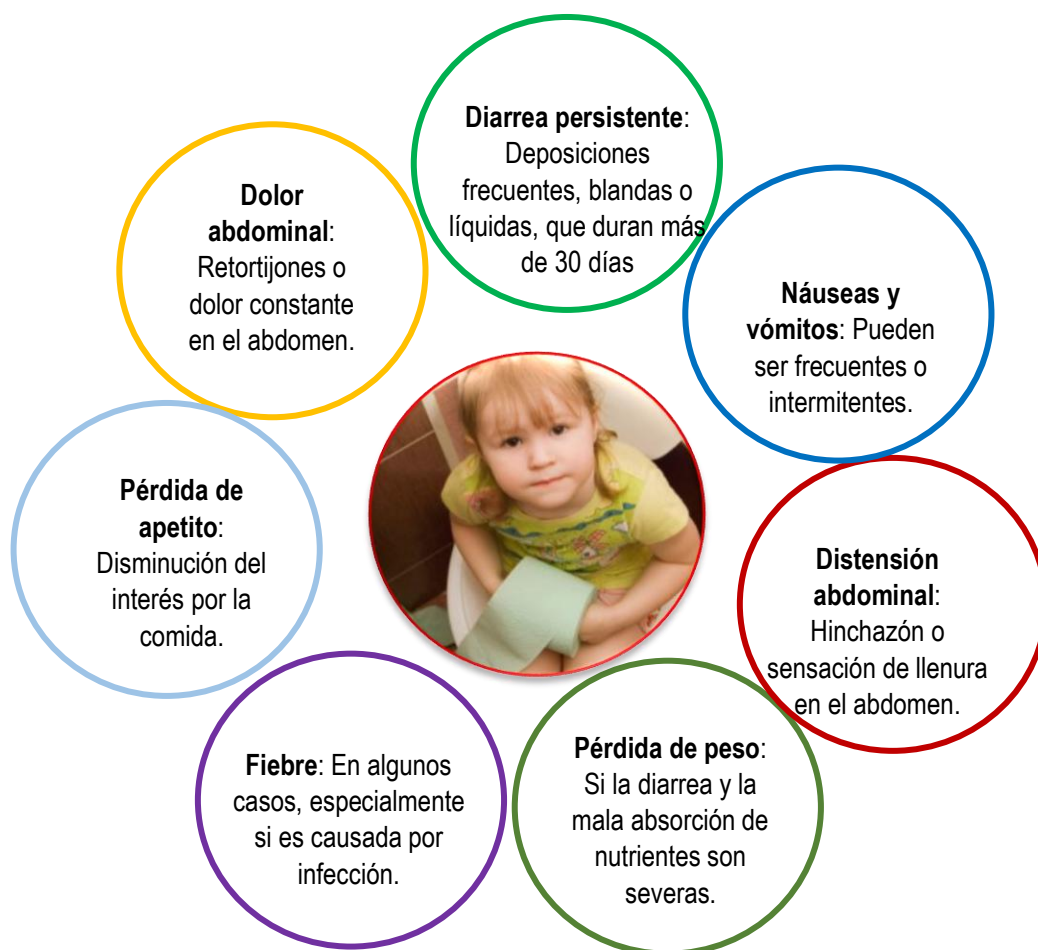 Diarrea persistente:
Deposiciones
frecuentes, blandas o
líquidas, que duran más
de 30 días
Dolor
abdominal:
Retortijones o
dolor constante
en el abdomen.
Náuseas y
vómitos: Pueden
ser frecuentes o
intermitentes.
Pérdida de
apetito:
Disminución del
interés por la
comida.
Distensión
abdominal:
Hinchazón o
sensación de llenura
en el abdomen.
Fiebre: En algunos
casos, especialmente
si es causada por
infección.
Pérdida de peso:
Si la diarrea y la
mala absorción de
nutrientes son
severas.